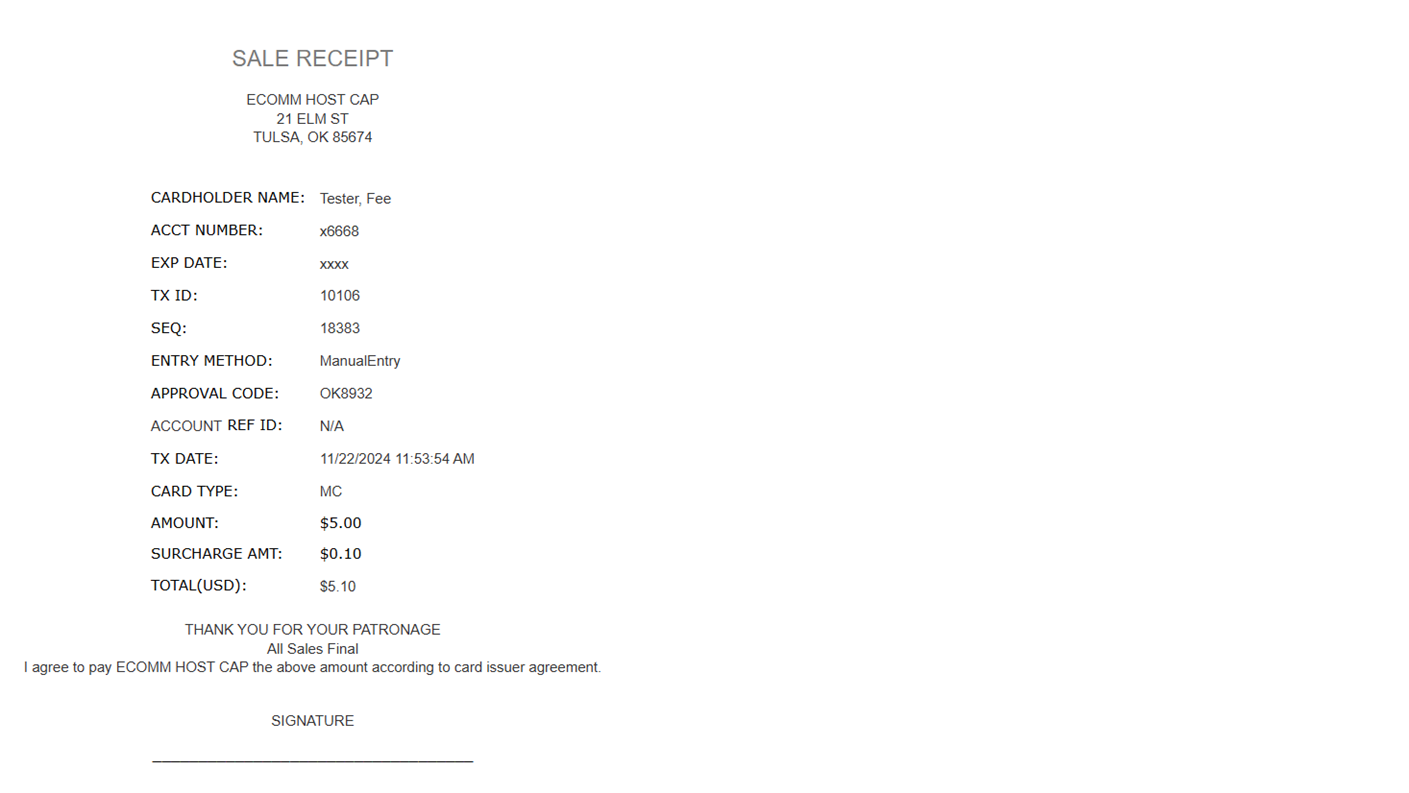 SALE RECEIPT
ECOMM HOST CAP
21 ELM ST
TULSA, OK 85674
CARDHOLDER NAME: Tester, Fee
ACCT NUMBER: x6668
EXP DATE: xxxx
TX ID: 10106
SEQ: 18383
ENTRY METHOD: ManualEntry
APPROVAL CODE: OK8932
ACCOUNT REF ID: N/A
TX DATE: 11/22/2024 11:53:54 AM
CARD TYPE: MC
AMOUNT: $5.00
SURCHARGE AMT: $0.10
TOTAL(USD): $5.10
THANK YOU FOR YOUR PATRONAGE
All Sales Final
I agree to pay ECOMM HOST CAP the above amount according to card issuer agreement.
SIGNATURE